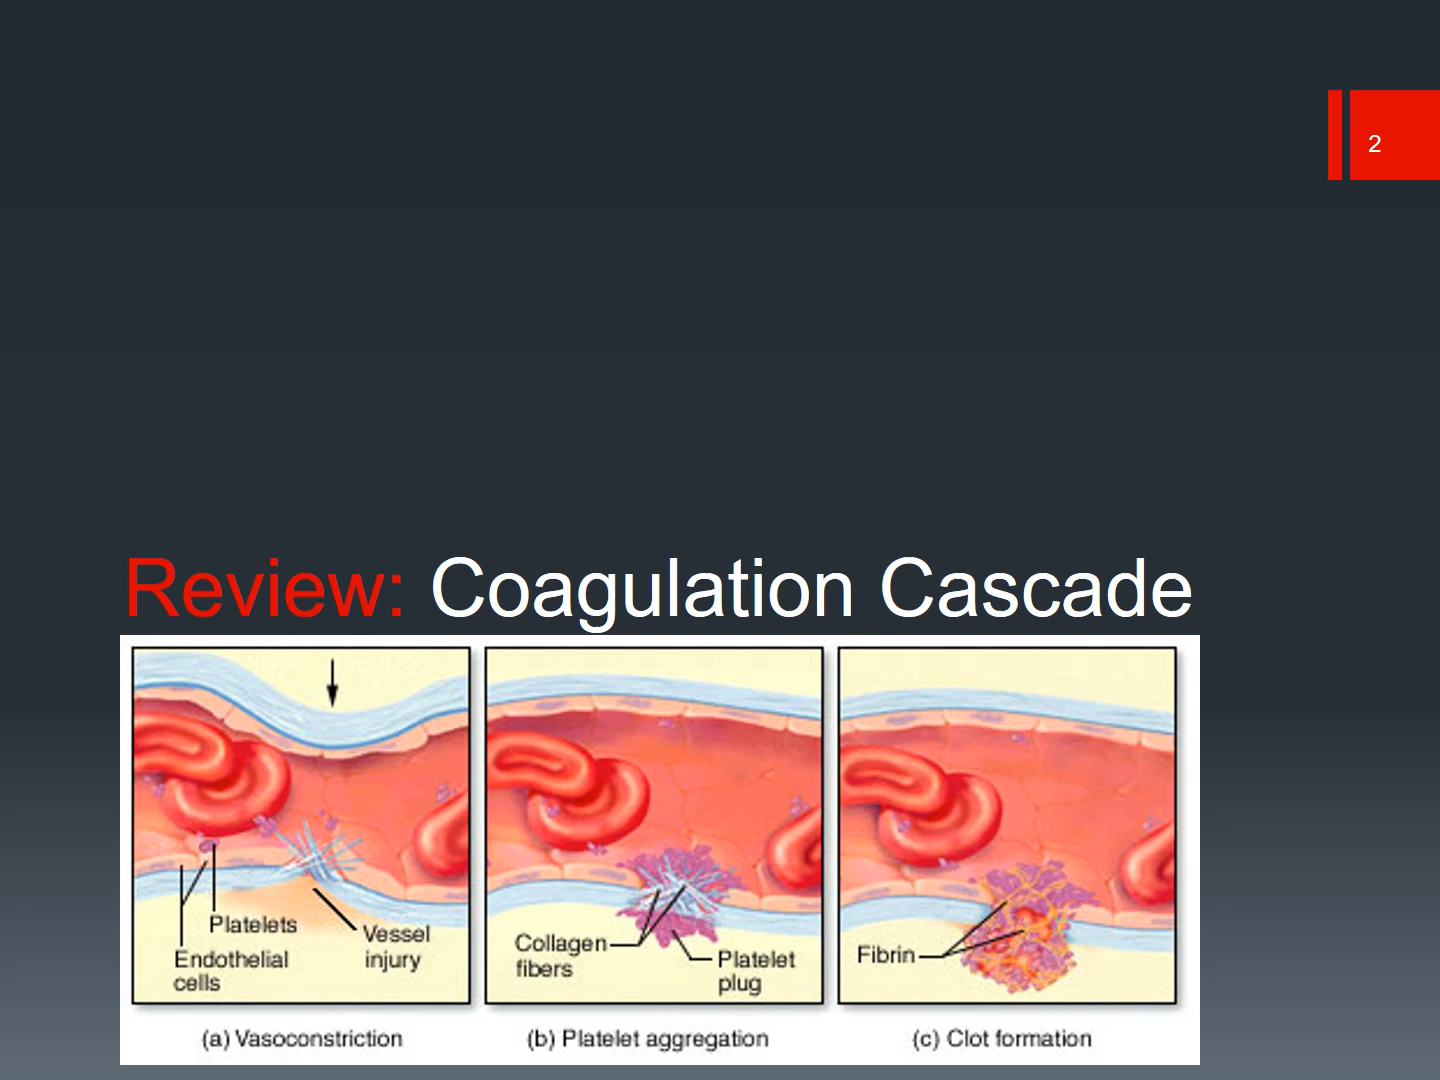 2
Review: Coagulation Cascade
Platelets
Endothelial
cells
Vessel
injury
(a) Vasoconstriction
Collagen
fibers
Platelet
plug
(b) Platelet aggregation
Fibrin
(c) Clot formation